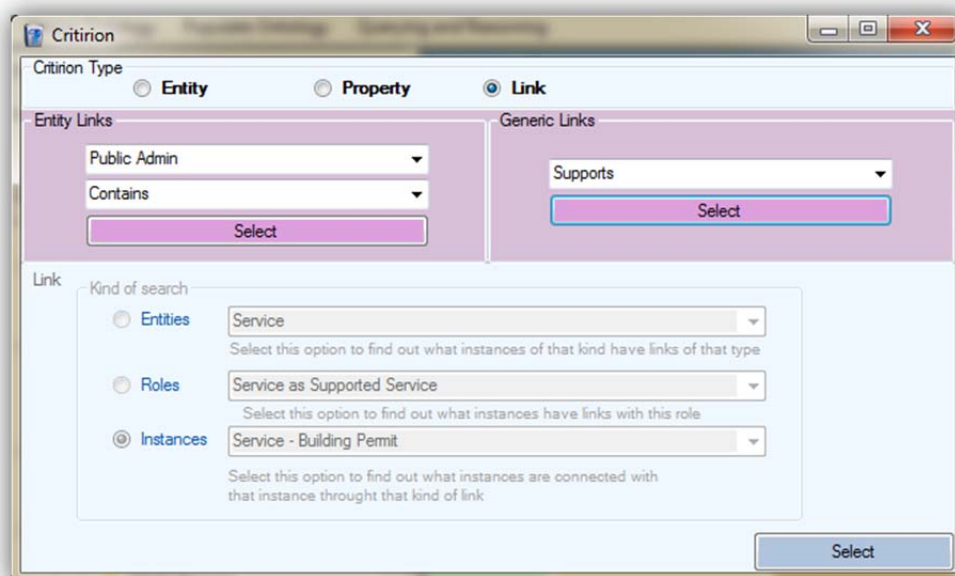 Critirion
Critirion Type
Entity Property Link
Entity Links
Public Admin
Contains
Select
Generic Links
Supports
Select
Link
Kind of search
Entities Service
Select this option to find out what instances of that kind have links of that type
Roles Service as Supported Service
Select this option to find out what instances have links with this role
Instances Service - Building Permit
Select this option to find out what instances are connected with
that instance throught that kind of link
Select